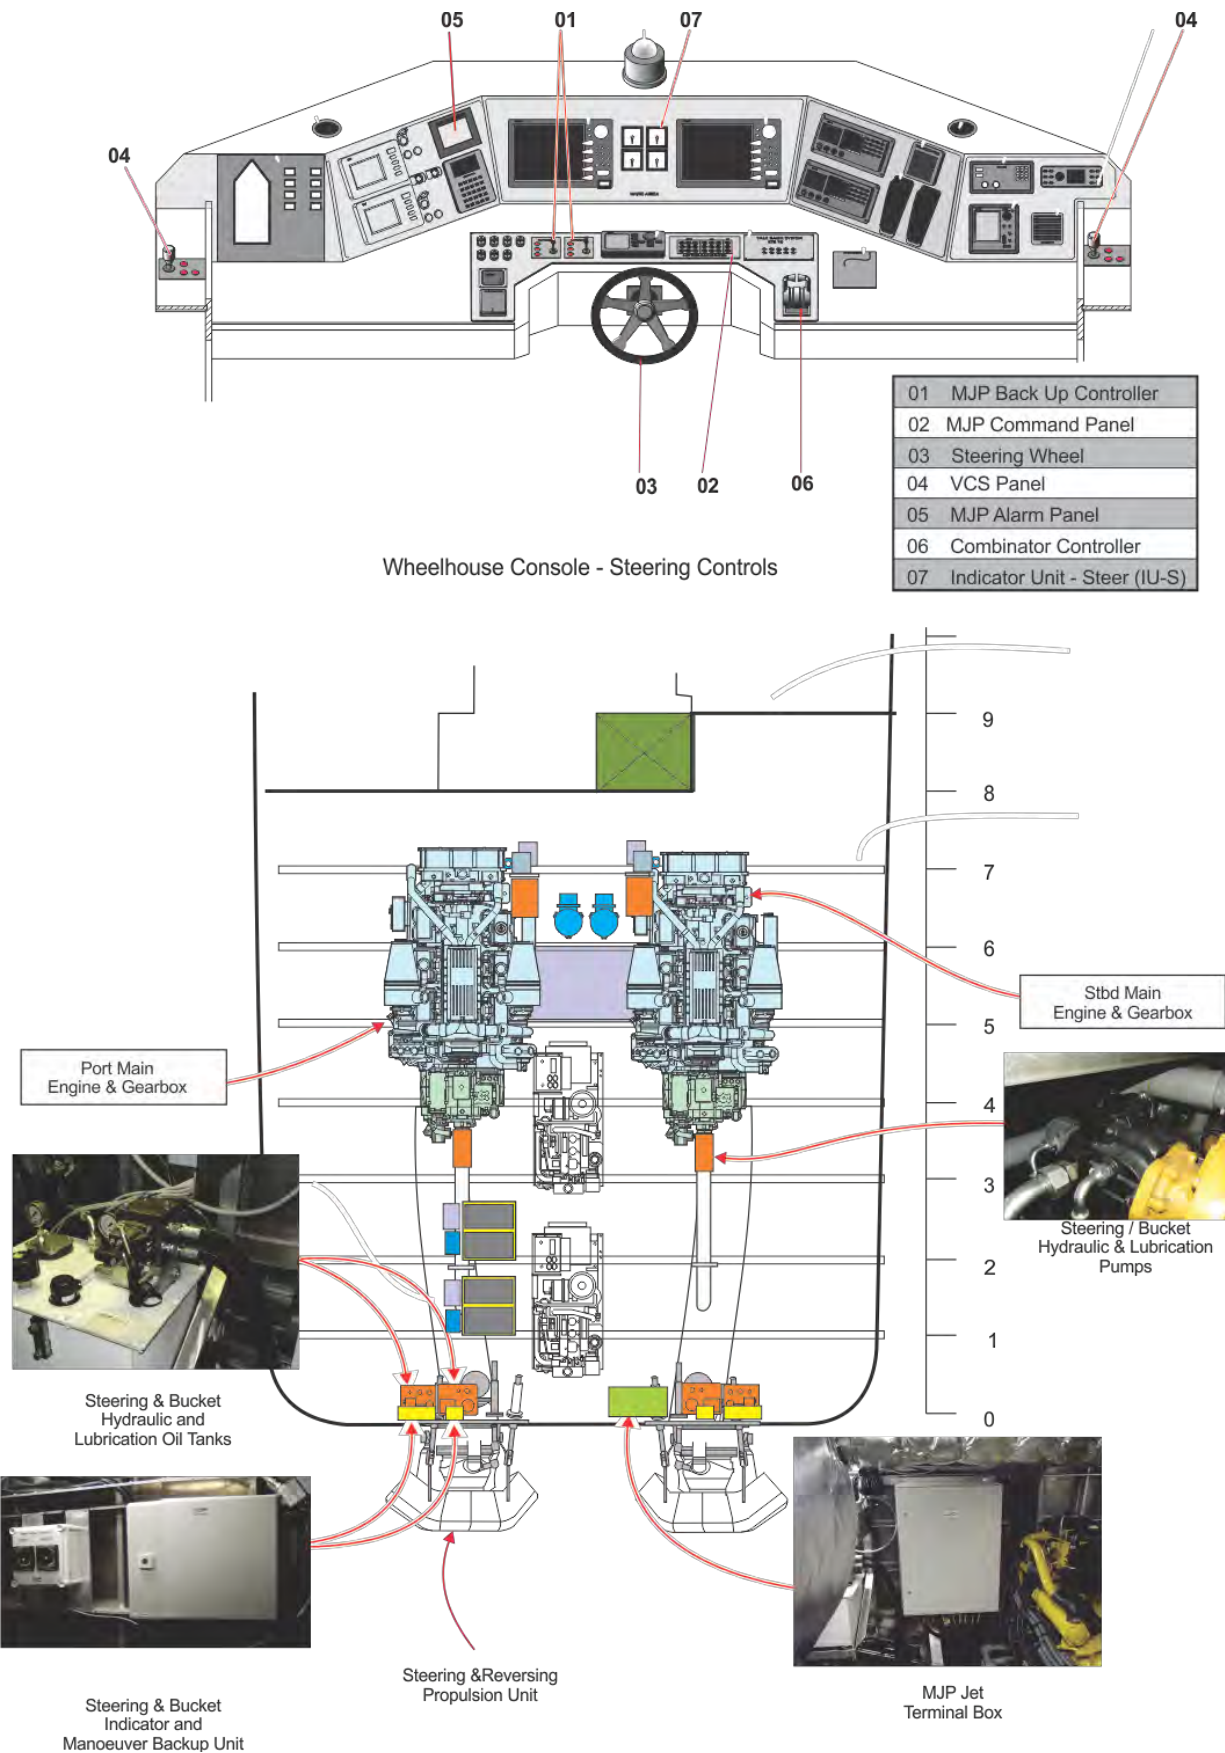 05
01
07
04
04
03
02
06
01 MJP Back Up Controller
02 MJP Command Panel
03 Steering Wheel
04 VCS Panel
05 MJP Alarm Panel
06 Combinator Controller
07 Indicator Unit - Steer (IU-S)
Wheelhouse Console - Steering Controls
9
8
7
6
5
4
3
2
1
0
Stbd Main
Engine & Gearbox
Port Main
Engine & Gearbox
Steering / Bucket
Hydraulic & Lubrication
Pumps
Steering & Bucket
Hydraulic and
Lubrication Oil Tanks
Steering &Reversing
Propulsion Unit
MJP Jet
Terminal Box
Steering & Bucket
Indicator and
Manoeuver Backup Unit